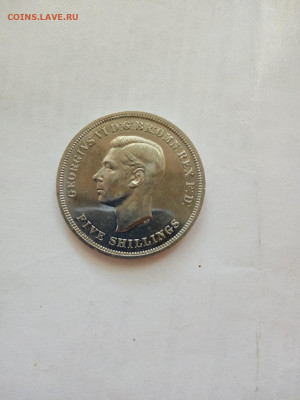 COINS.LAVE.RU
GEORGIVS VI D:G:BR:OMN:REX F:D:
FIVE SHILLINGS